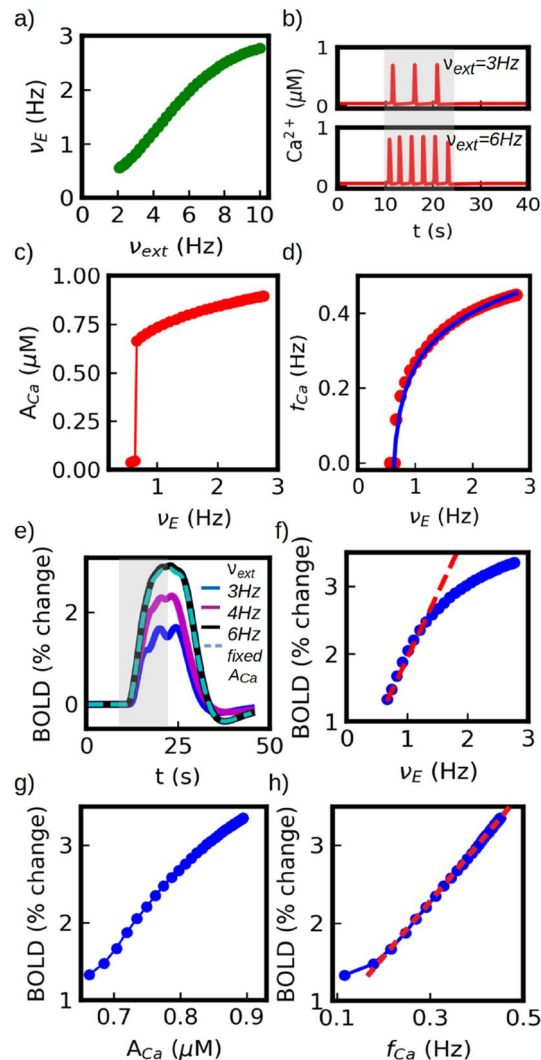 a)
3
2
1
0
ν_E (Hz)
0 2 4 6 8 10
ν_ext (Hz)
b)
1
0
ν_ext=3Hz
1
0
ν_ext=6Hz
Ca²⁺ (μM)
0 10 20 30 40
t (s)
c)
1.00
0.75
0.50
0.25
0.00
A_Ca (μM)
1 2 3
ν_E (Hz)
d)
0.4
0.2
0.0
f_Ca (Hz)
0 1 2 3
ν_E (Hz)
e)
2
0
BOLD (% change)
ν_ext
3Hz
4Hz
6Hz
fixed
A_Ca
0 25 50
t (s)
f)
3
2
1
BOLD (% change)
0 1 2 3
ν_E (Hz)
g)
3
2
1
BOLD (% change)
0.7 0.8 0.9
A_Ca (μM)
h)
3
2
1
BOLD (% change)
0.1 0.3 0.5
f_Ca (Hz)